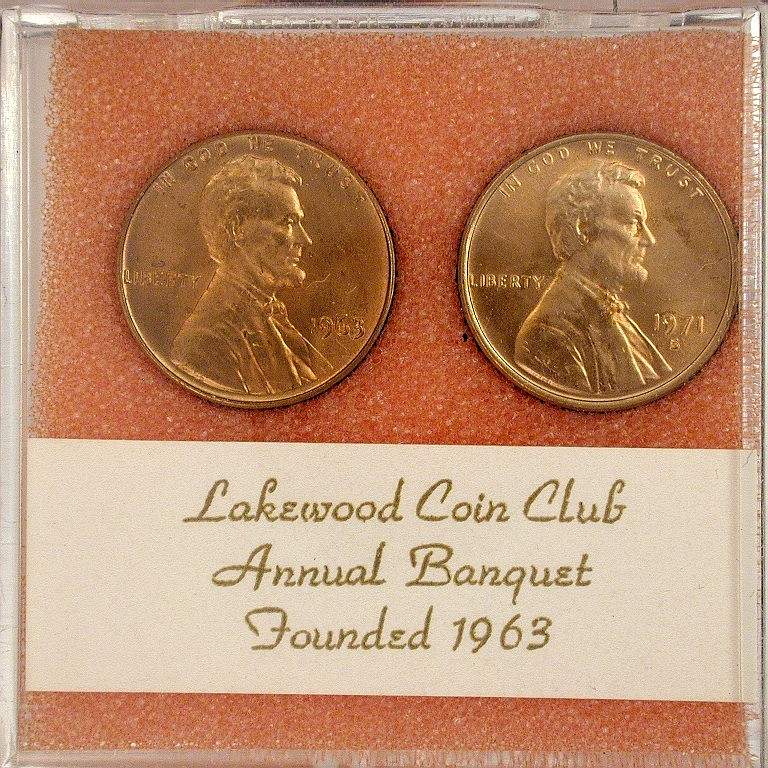 IN GOD WE TRUST
LIBERTY
1963
IN GOD WE TRUST
LIBERTY
1971
S
Lakewood Coin Club
Annual Banquet
Founded 1963